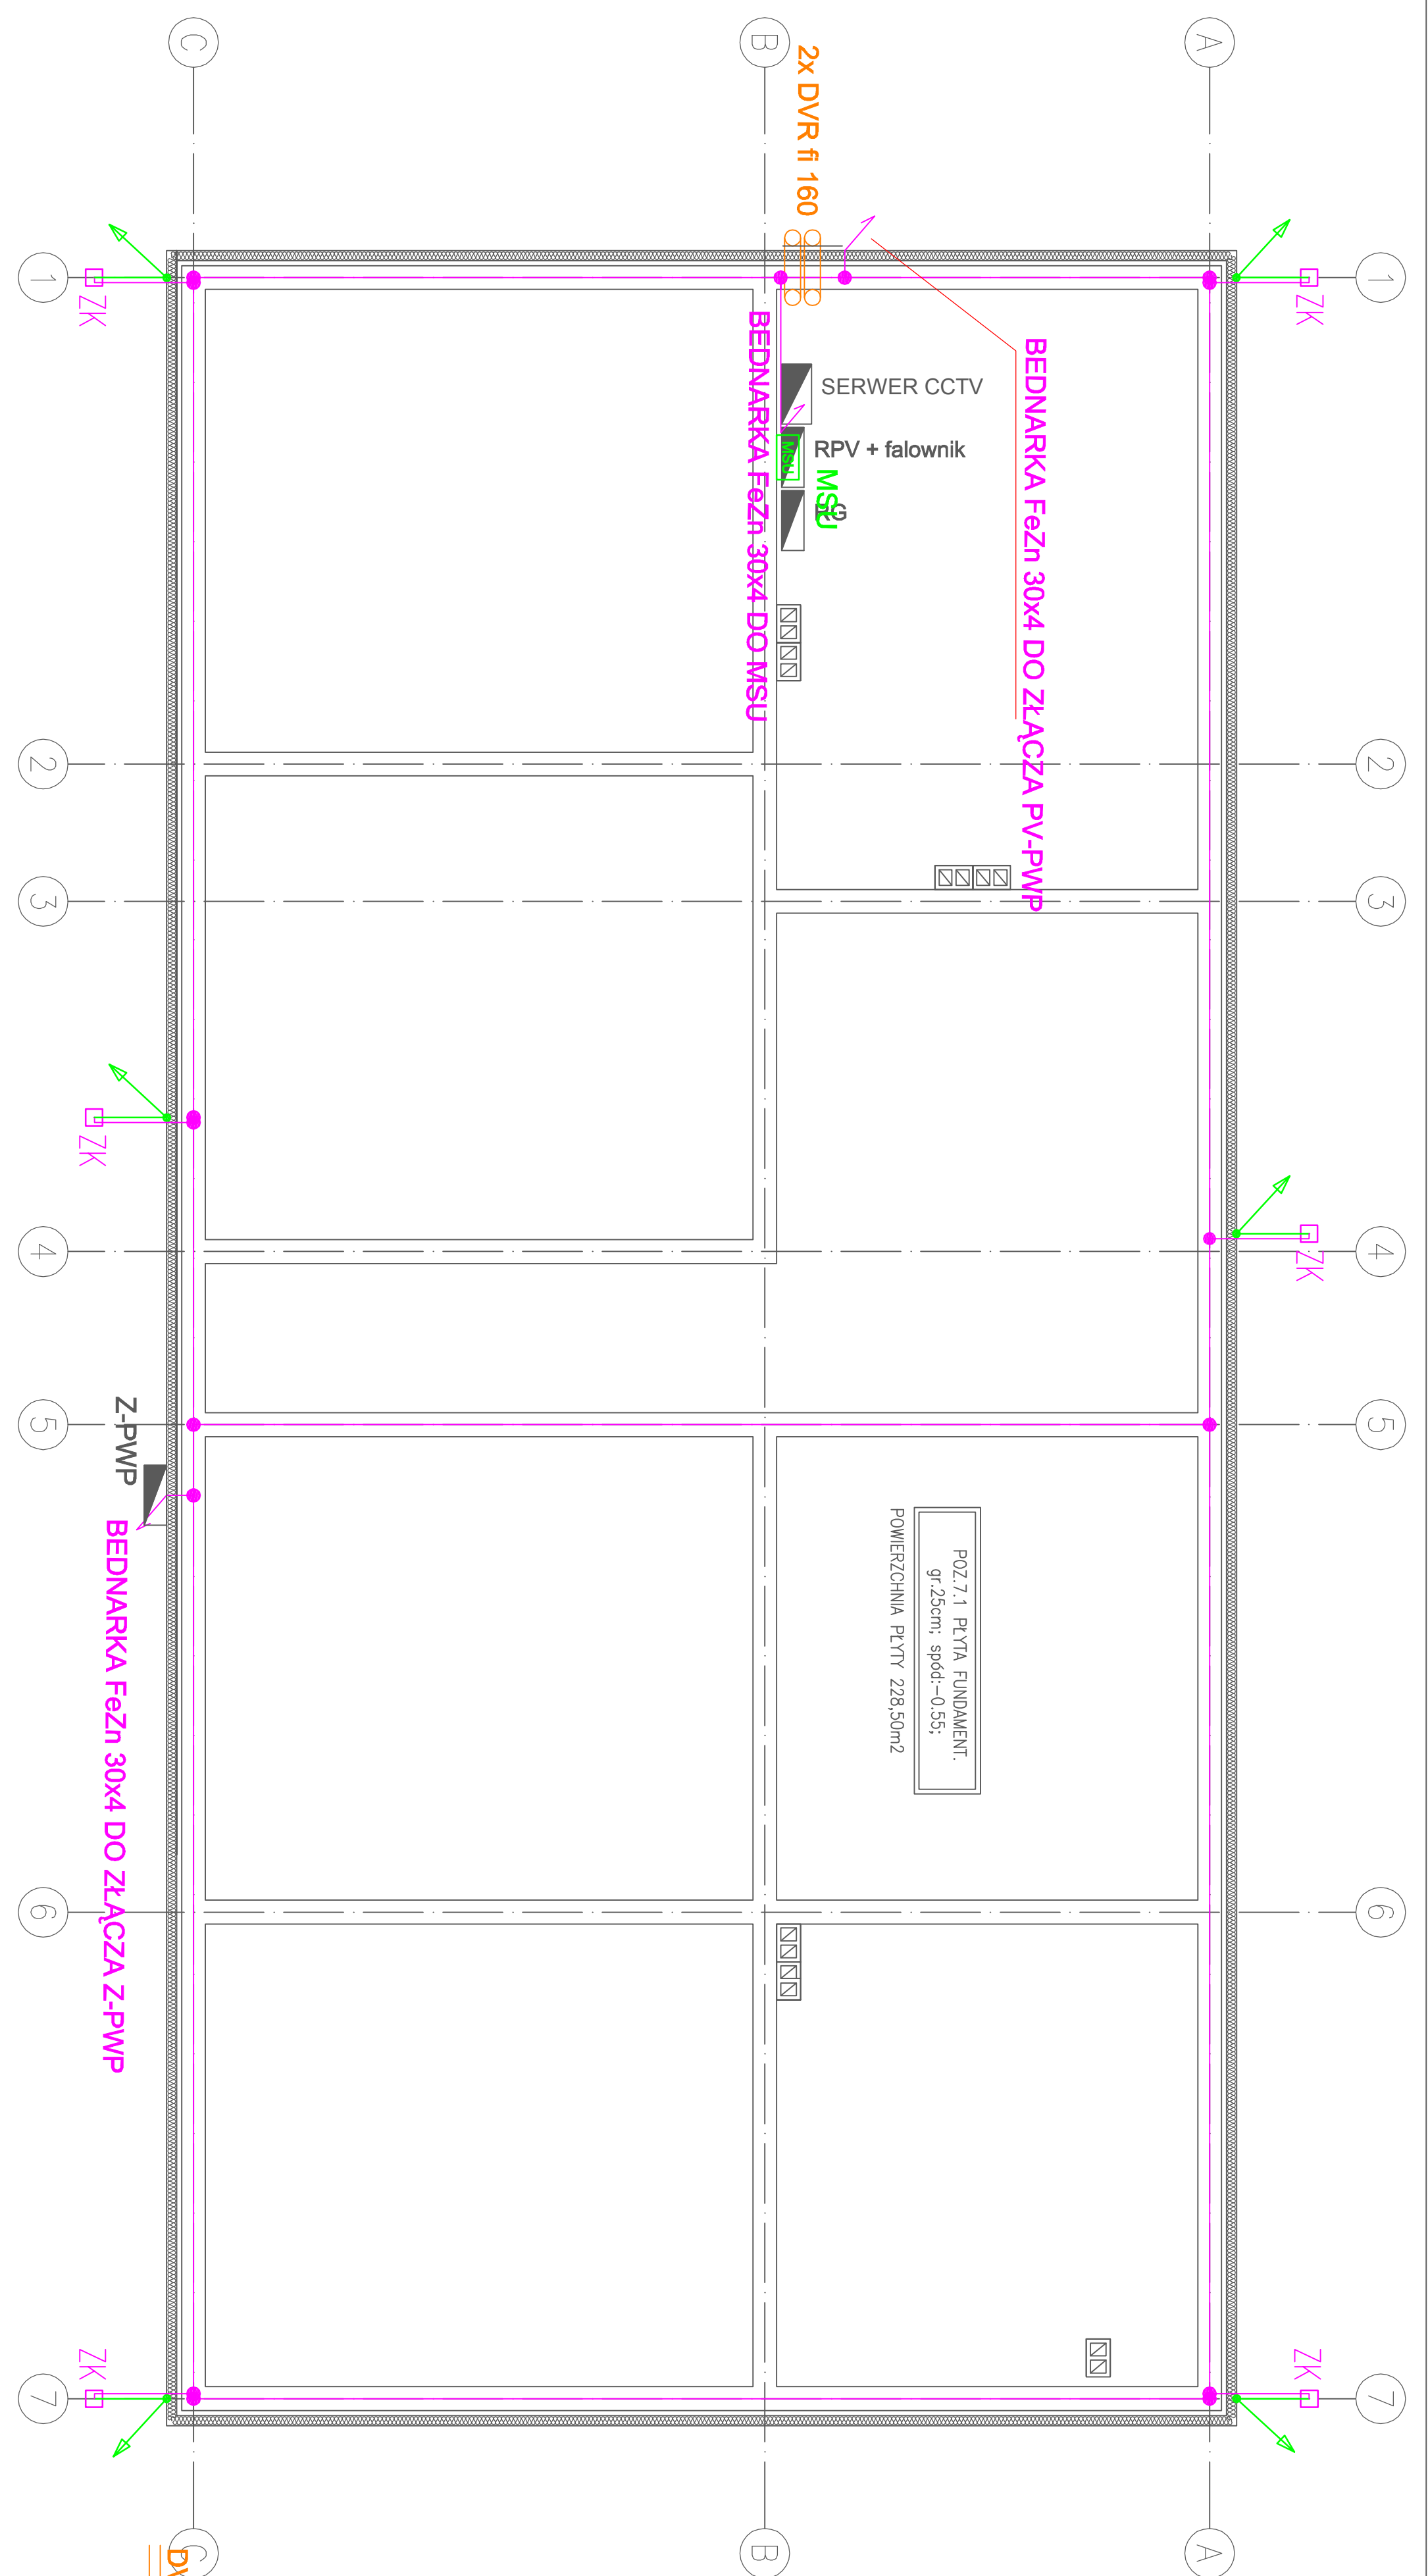 C
B
A
2x DVR fi 160
1
1
ZK
ZK
BEDNARKA FeZn 30x4 DO MSU
BEDNARKA FeZn 30x4 DO ZŁĄCZA PV-PWP
SERWER CCTV
RPV + falownik
MSU
MSU
RG
2
2
3
3
ZK
ZK
4
4
5
5
Z-PWP
BEDNARKA FeZn 30x4 DO ZŁĄCZA Z-PWP
POZ.7.1 PŁYTA FUNDAMENT.
gr.25cm; spód:-0.55;
POWIERZCHNIA PŁYTY 228,50m2
6
6
ZK
ZK
7
7
C
B
A